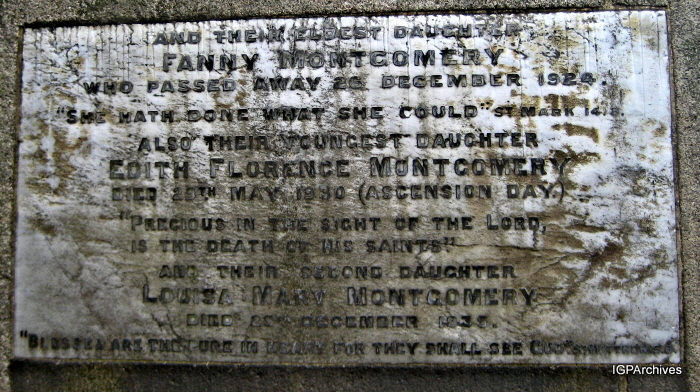 AND THEIR ELDEST DAUGHTER
FANNY MONTGOMERY
WHO PASSED AWAY 26 DECEMBER 1924
"SHE HATH DONE WHAT SHE COULD" ST MARK 14.8.
ALSO THEIR YOUNGEST DAUGHTER
EDITH FLORENCE MONTGOMERY
DIED MAY (ASCENSION DAY.)
"PRECIOUS IN THE SIGHT OF THE LORD,
IS THE DEATH OF HIS SAINTS"
AND THEIR SECOND DAUGHTER
LOUISA MARY MONTGOMERY
DIED DECEMBER
"BLESSED ARE THE PURE IN HEART FOR THEY SHALL SEE GOD"
IGPArchives